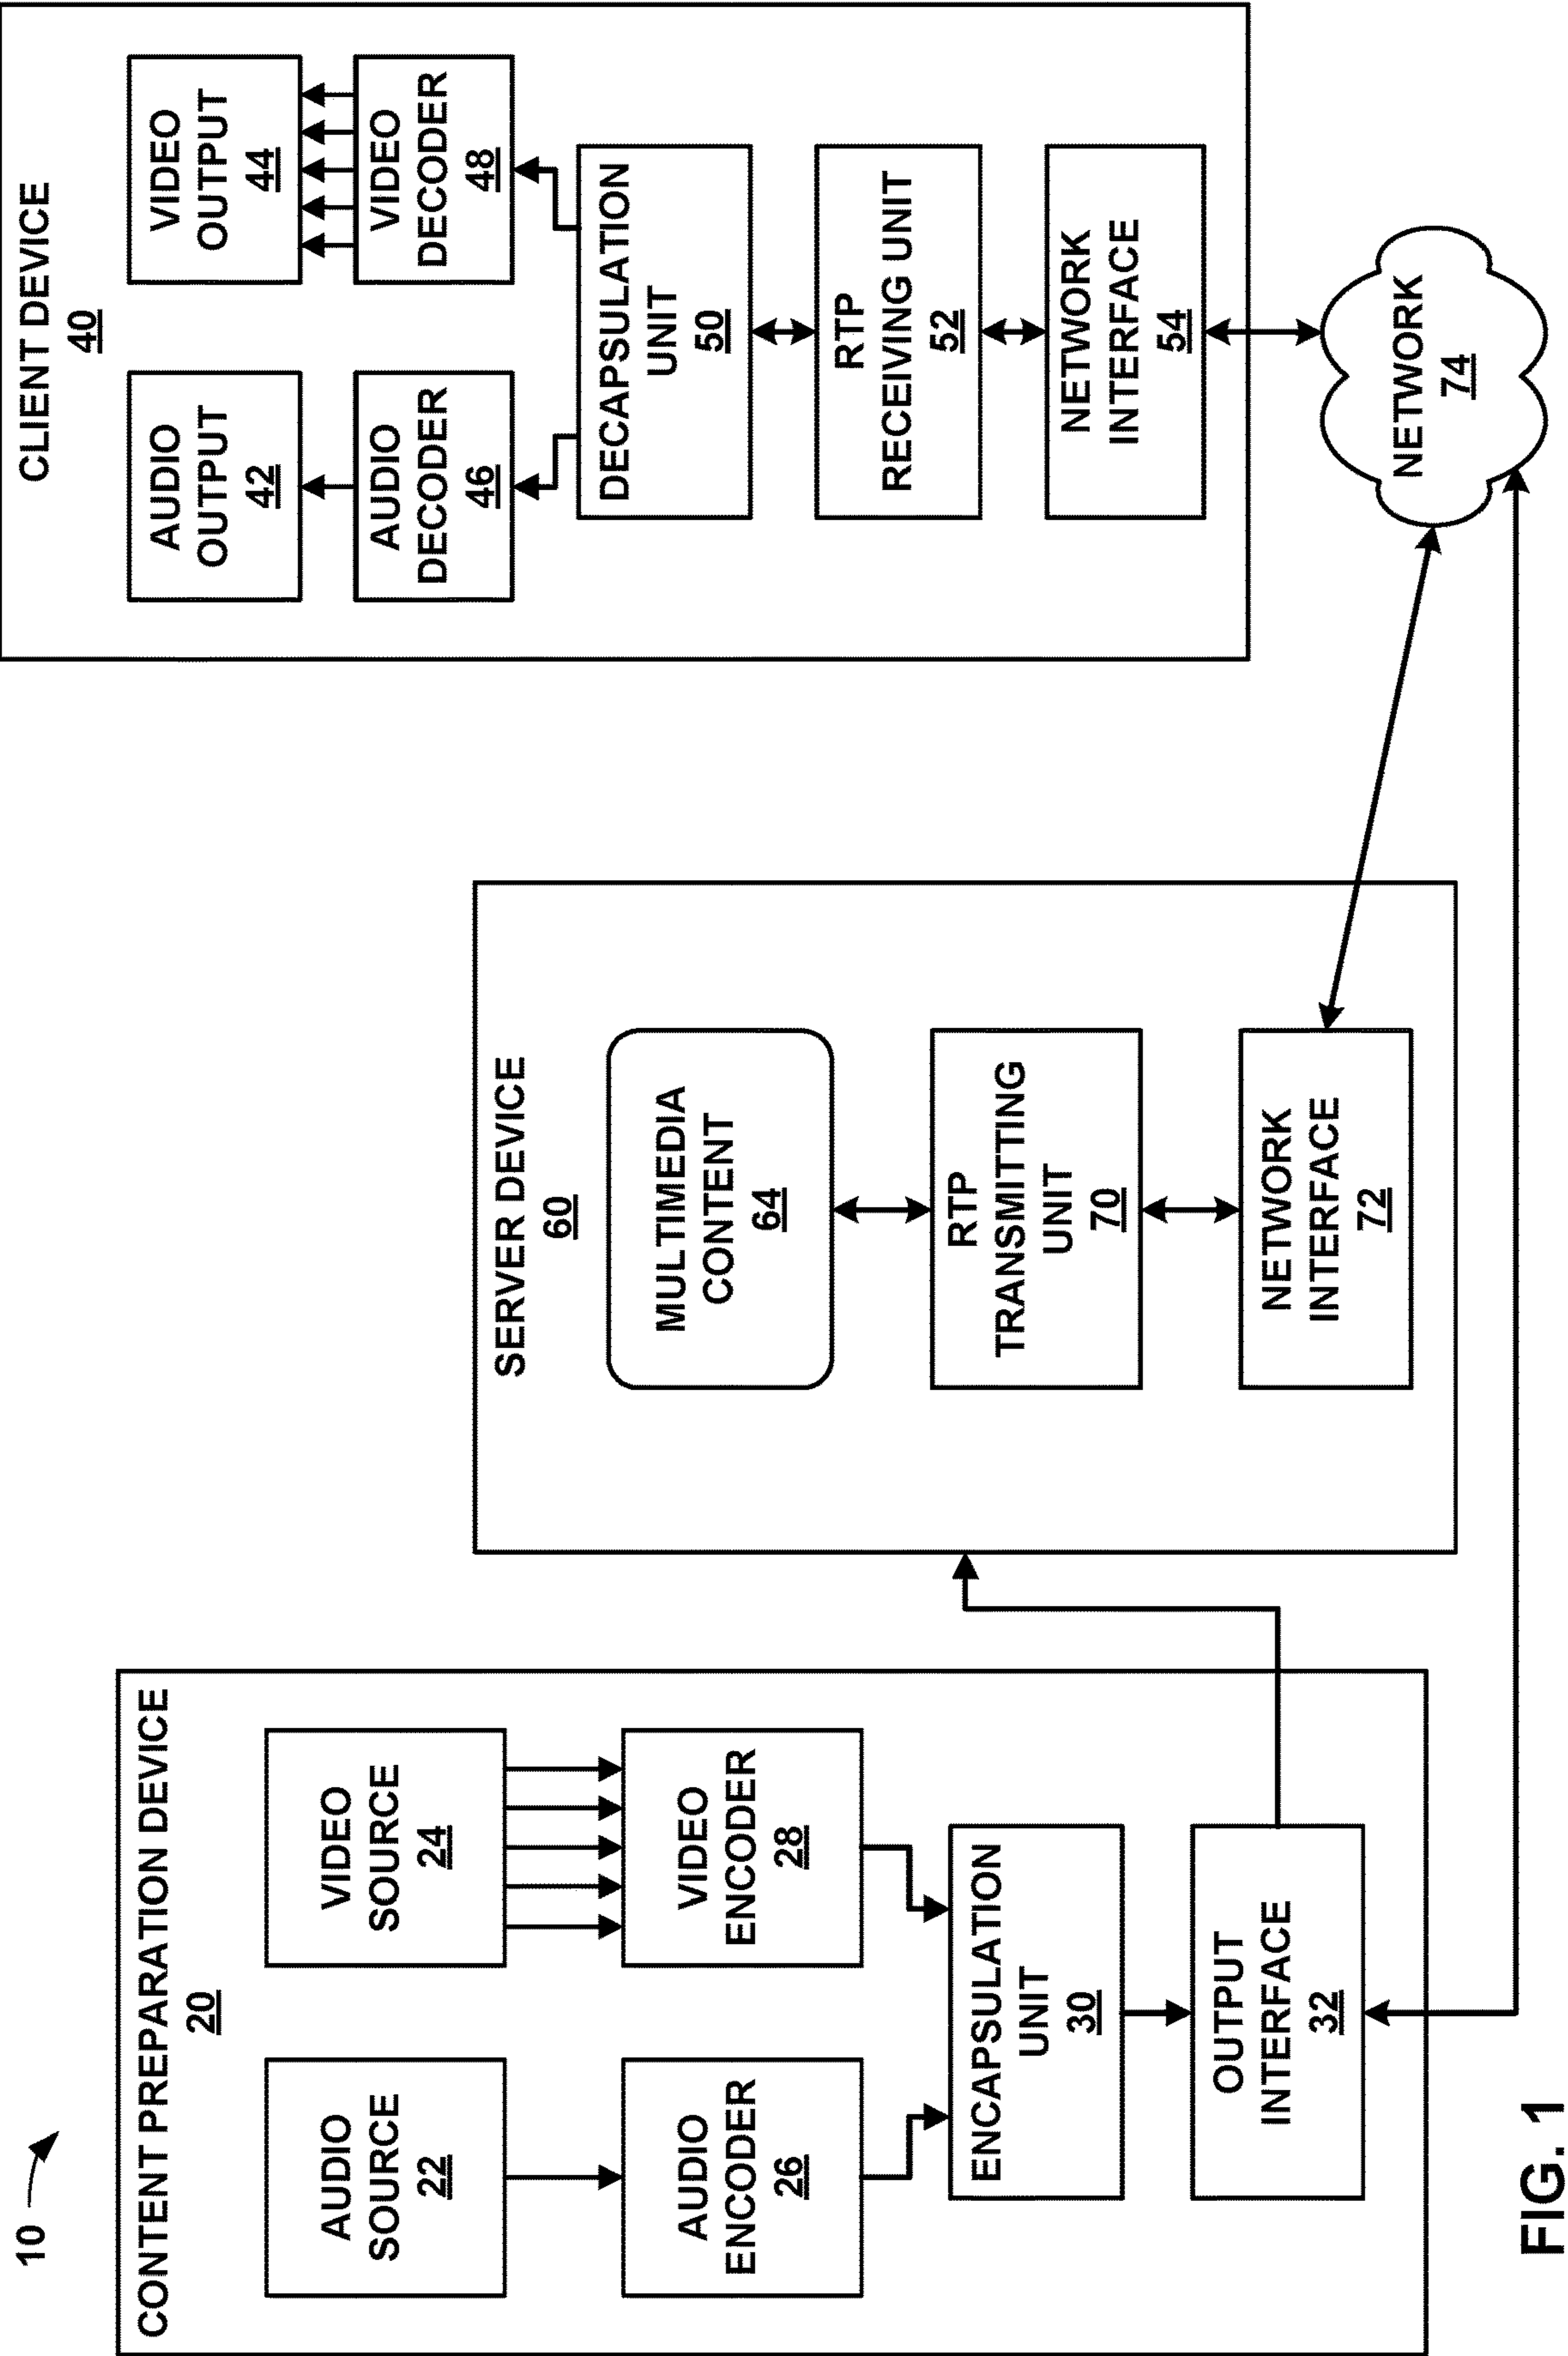 10
CONTENT PREPARATION DEVICE
20
AUDIO
SOURCE
22
VIDEO
SOURCE
24
AUDIO
ENCODER
26
VIDEO
ENCODER
28
ENCAPSULATION
UNIT
30
OUTPUT
INTERFACE
32
SERVER DEVICE
60
MULTIMEDIA
CONTENT
64
RTP
TRANSMITTING
UNIT
70
NETWORK
INTERFACE
72
CLIENT DEVICE
40
AUDIO
OUTPUT
42
VIDEO
OUTPUT
44
AUDIO
DECODER
46
VIDEO
DECODER
48
DECAPSULATION
UNIT
50
RTP
RECEIVING UNIT
52
NETWORK
INTERFACE
54
NETWORK
74
FIG. 1